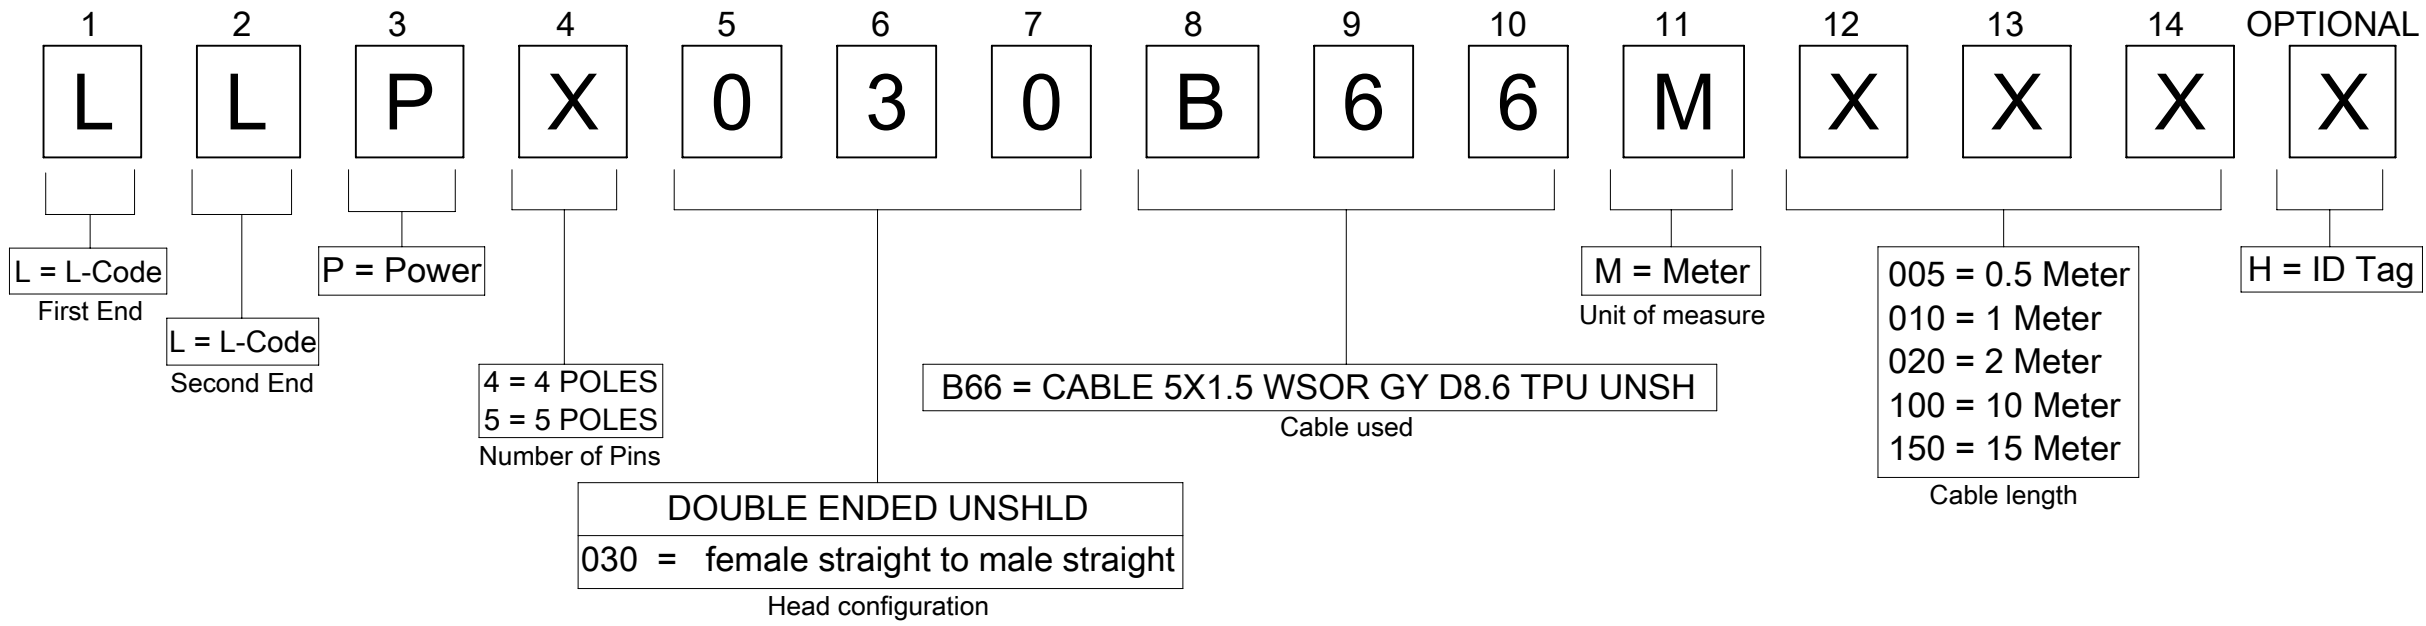 1 2 3 4 5 6 7 8 9 10 11 12 13 14 OPTIONAL
L L P X 0 3 0 B 6 6 M X X X X
L = L-Code
First End
L = L-Code
Second End
P = Power
4 = 4 POLES
5 = 5 POLES
Number of Pins
DOUBLE ENDED UNSHLD
030 = female straight to male straight
Head configuration
B66 = CABLE 5X1.5 WSOR GY D8.6 TPU UNSH
Cable used
M = Meter
Unit of measure
005 = 0.5 Meter
010 = 1 Meter
020 = 2 Meter
100 = 10 Meter
150 = 15 Meter
Cable length
H = ID Tag